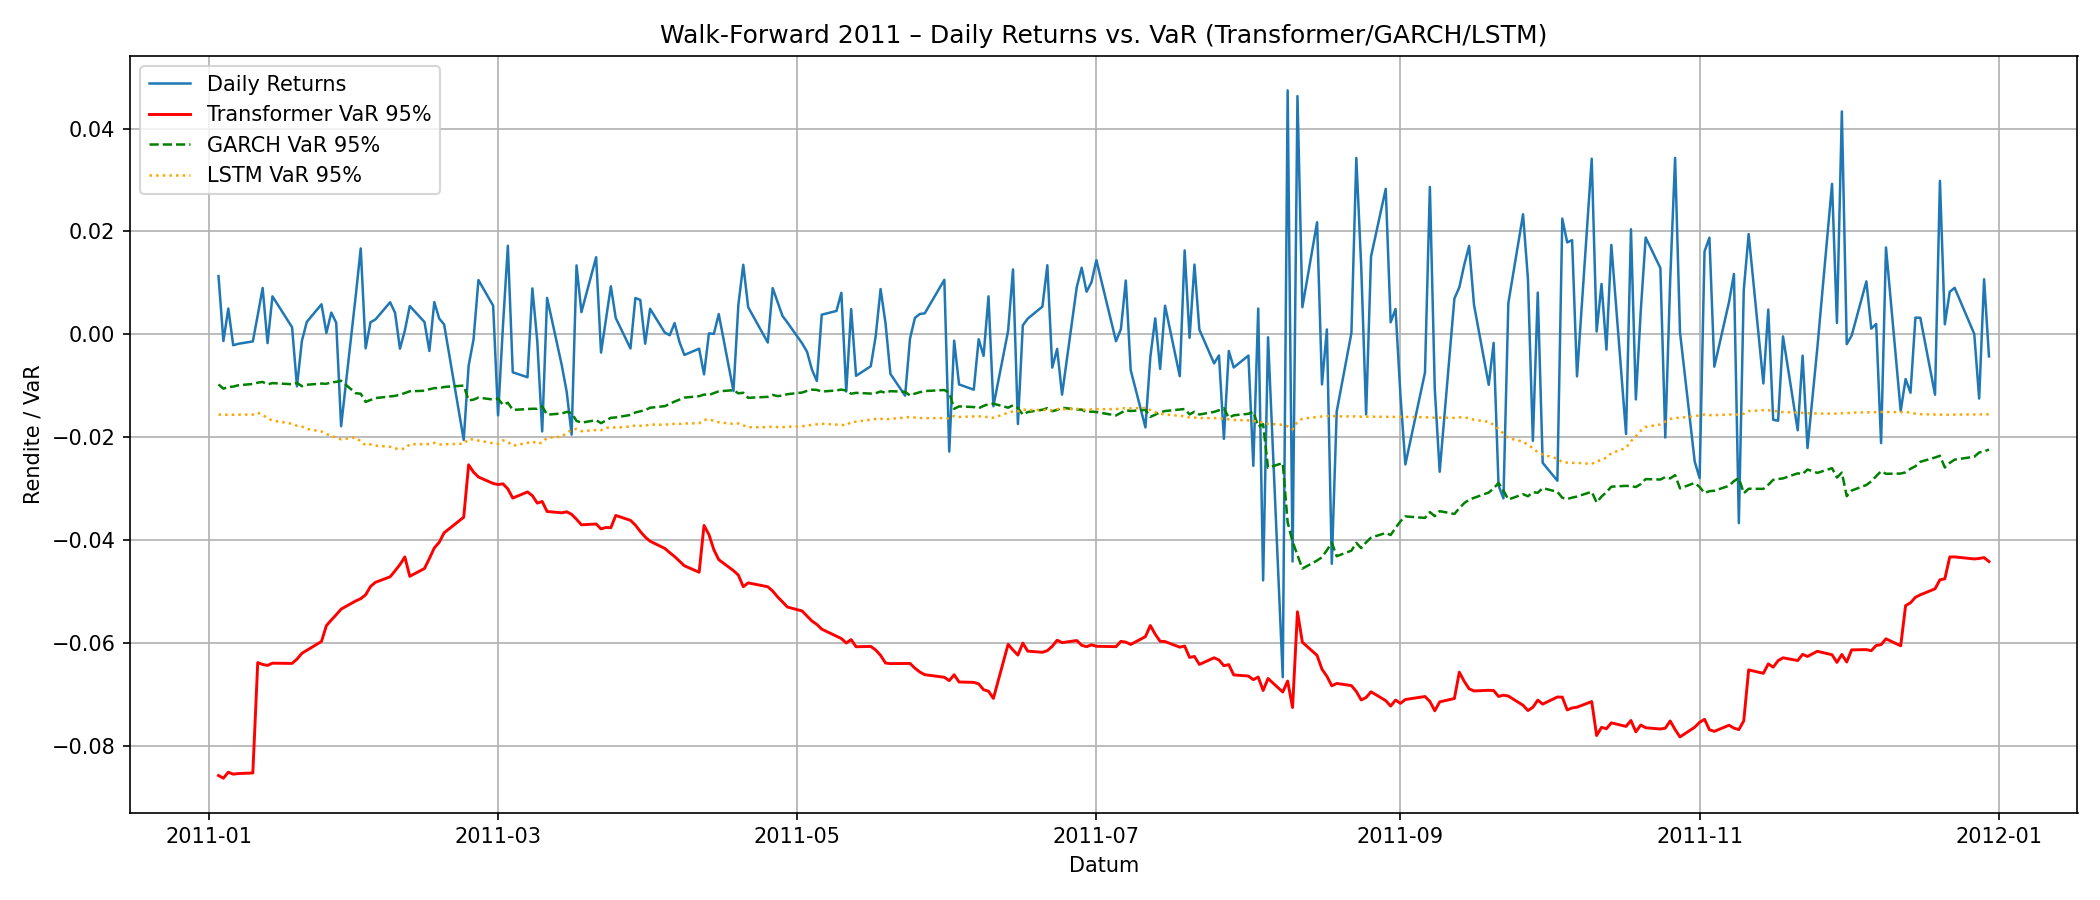 Walk-Forward 2011 – Daily Returns vs. VaR (Transformer/GARCH/LSTM)
Daily Returns
Transformer VaR 95%
GARCH VaR 95%
LSTM VaR 95%
Rendite / VaR
0.04
0.02
0.00
−0.02
−0.04
−0.06
−0.08
2011-01
2011-03
2011-05
2011-07
2011-09
2011-11
2012-01
Datum